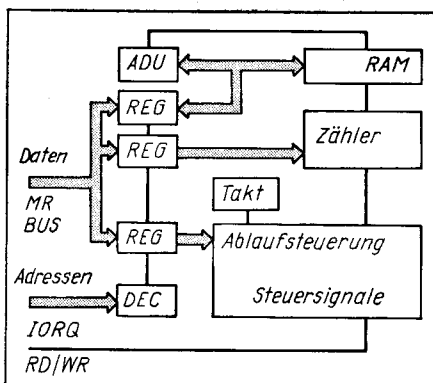 ADU
RAM
REG
REG
Zähler
Daten
MR
BUS
Takt
REG
Ablaufsteuerung
Steuersignale
Adressen
DEC
IORQ
RD/WR